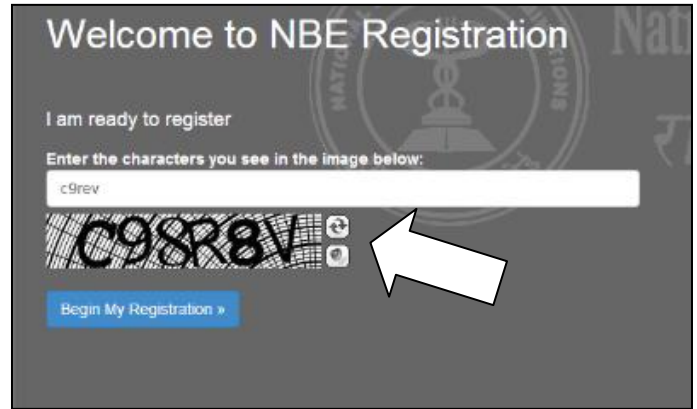 Welcome to NBE Registration
I am ready to register
Enter the characters you see in the image below:
c9rev
C98R8V
Begin My Registration »